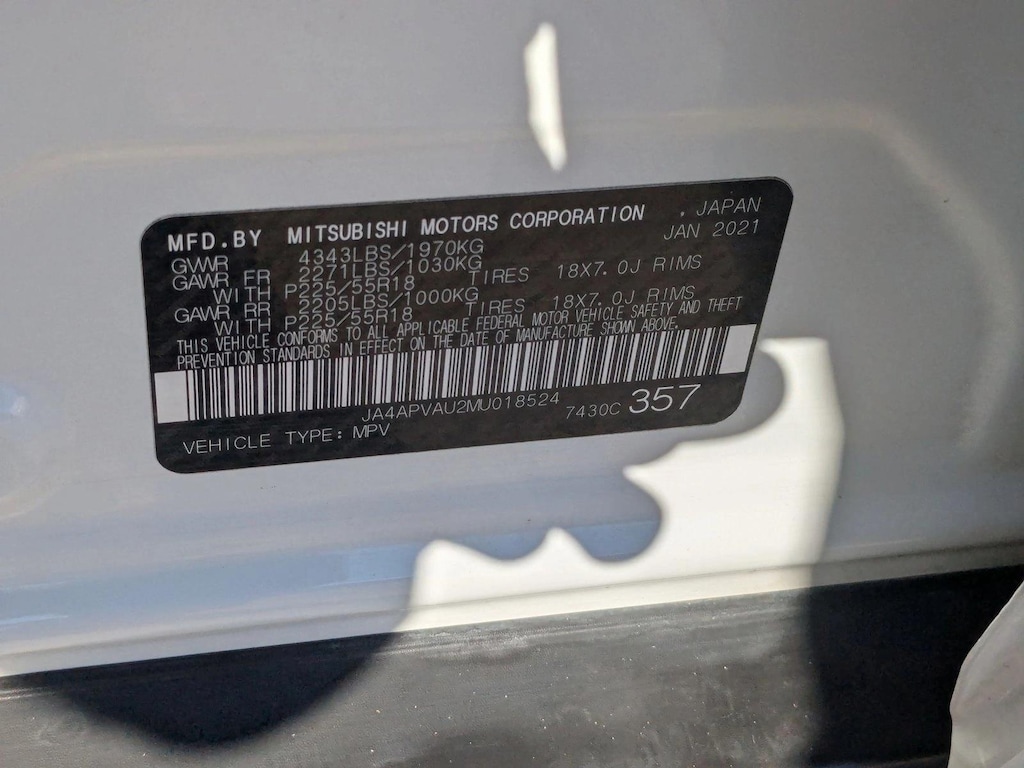 MFD.BY MITSUBISHI MOTORS CORPORATION . JAPAN
JAN 2021
GVWR 4343LBS/1970KG
GAWR FR 2271LBS/1030KG
WITH P225/55R18 TIRES 18X7.0J RIMS
GAWR RR 2205LBS/1000KG
WITH P225/55R18 TIRES 18X7.0J RIMS
THIS VEHICLE CONFORMS TO ALL APPLICABLE FEDERAL MOTOR VEHICLE SAFETY AND THEFT
PREVENTION STANDARDS IN EFFECT ON THE DATE OF MANUFACTURE SHOWN ABOVE.
JA4APVAU2MU018524
7430C 357
VEHICLE TYPE: MPV